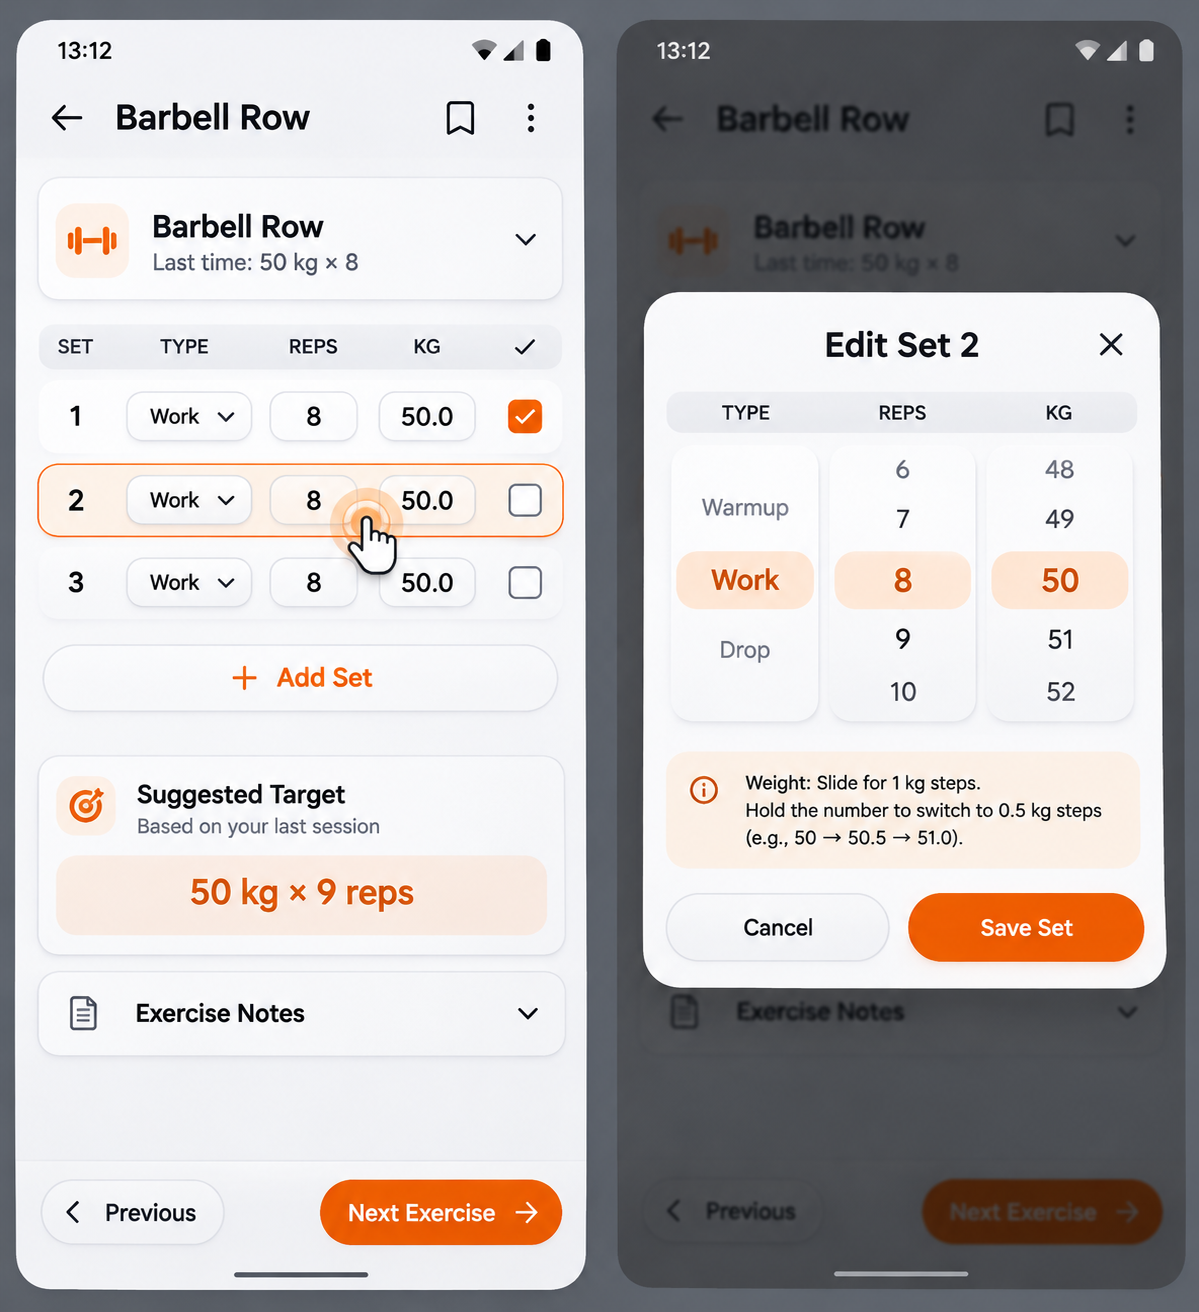 13:12
Barbell Row
Barbell Row
Last time: 50 kg × 8
SET TYPE REPS KG
1 Work 8 50.0
2 Work 8 50.0
3 Work 8 50.0
+ Add Set
Suggested Target
Based on your last session
50 kg × 9 reps
Exercise Notes
Previous Next Exercise →
13:12
Barbell Row
Barbell Row
Last time: 50 kg × 8
Edit Set 2
TYPE REPS KG
6 48
Warmup 7 49
Work 8 50
Drop 9 51
10 52
Weight: Slide for 1 kg steps.
Hold the number to switch to 0.5 kg steps
(e.g., 50 → 50.5 → 51.0).
Cancel Save Set
Exercise Notes
Previous Next Exercise →